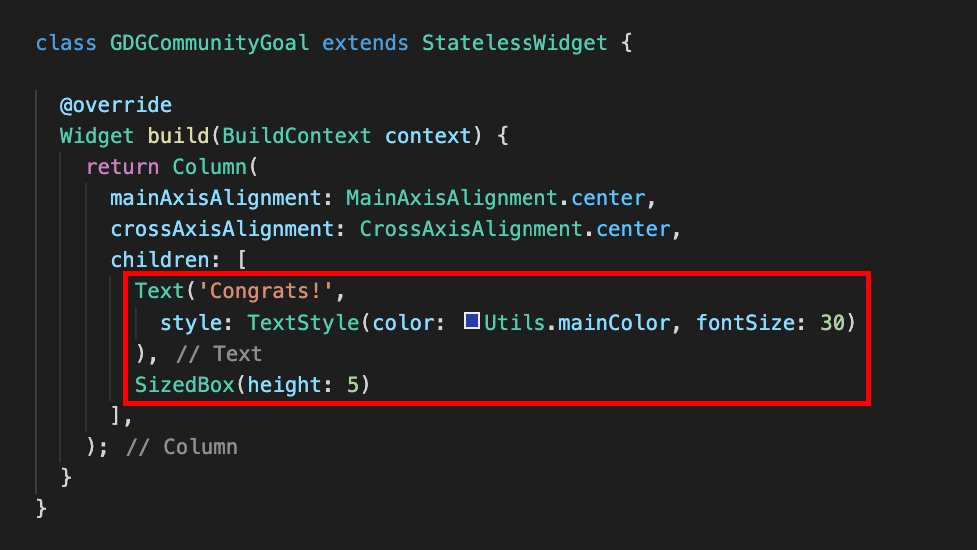 class GDGCommunityGoal extends StatelessWidget {
@override
Widget build(BuildContext context) {
return Column(
mainAxisAlignment: MainAxisAlignment.center,
crossAxisAlignment: CrossAxisAlignment.center,
children: [
Text('Congrats!',
style: TextStyle(color: Utils.mainColor, fontSize: 30)
), // Text
SizedBox(height: 5)
],
); // Column
}
}